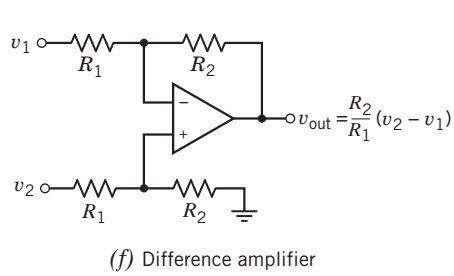 v1
R1
R2
−
+
vout = R2/R1 (v2 − v1)
v2
R1
R2
(f) Difference amplifier